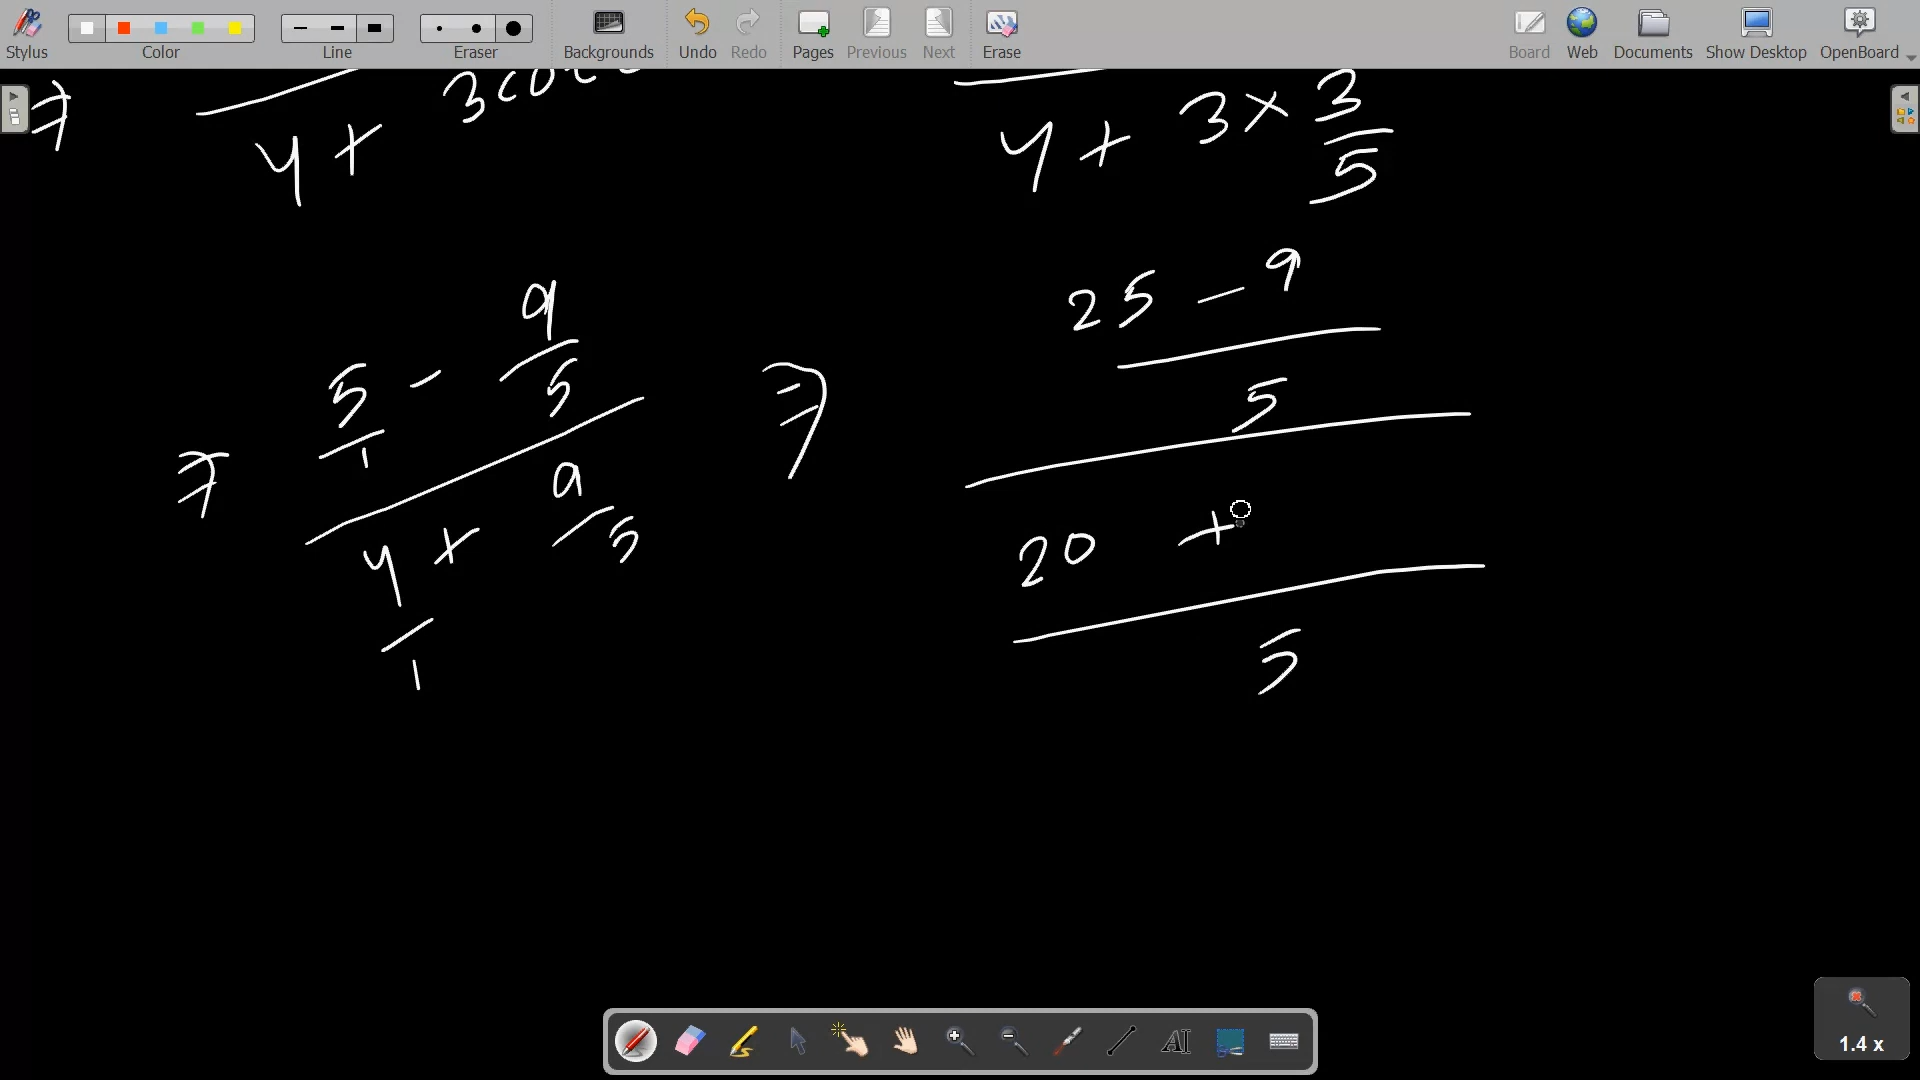 Stylus Color Line Eraser Backgrounds Undo Redo Pages Previous Next Erase Board Web Documents Show Desktop OpenBoard
⇒ 4 + 3 4 + 3 × 3/5
⇒ 5/1 - 9/5 ⇒ 25 - 9
5
4/1 + 9/5 20 +
5
1.4 x